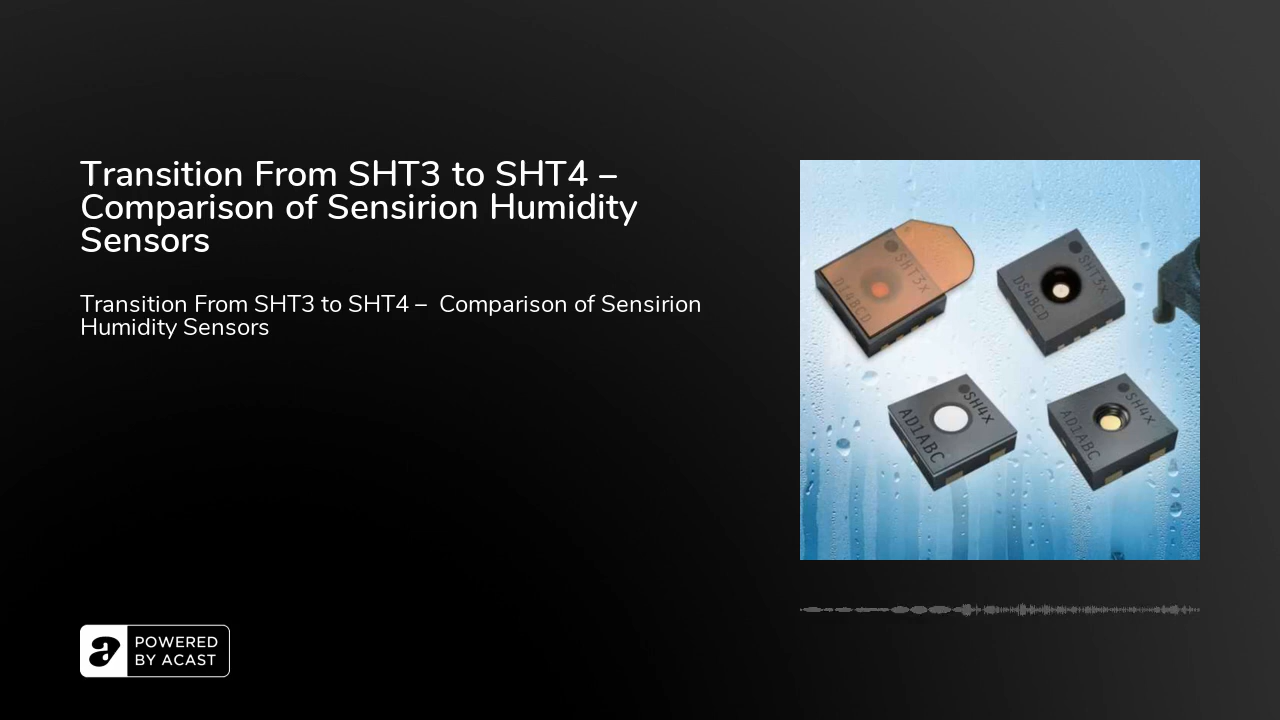 Transition From SHT3 to SHT4 –
Comparison of Sensirion Humidity
Sensors
Transition From SHT3 to SHT4 –  Comparison of Sensirion
Humidity Sensors
SHT3x
SHT3x
DS4BCD
SH4x
AD1ABC
SH4x
AD1ABC
POWERED
BY ACAST